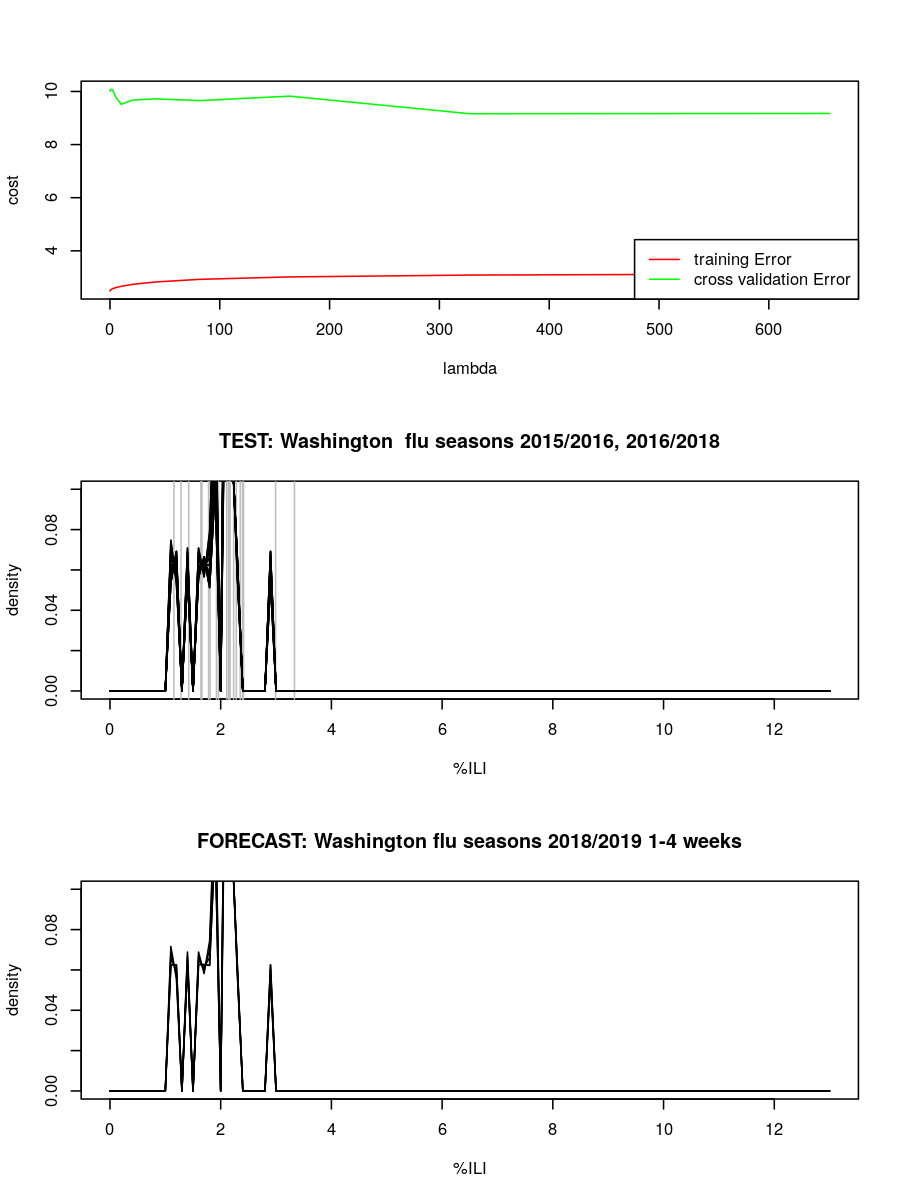 10
8
6
4
cost
training Error
cross validation Error
0 100 200 300 400 500 600
lambda
TEST: Washington  flu seasons 2015/2016, 2016/2018
0.08
0.04
0.00
density
0 2 4 6 8 10 12
%ILI
FORECAST: Washington flu seasons 2018/2019 1-4 weeks
0.08
0.04
0.00
density
0 2 4 6 8 10 12
%ILI